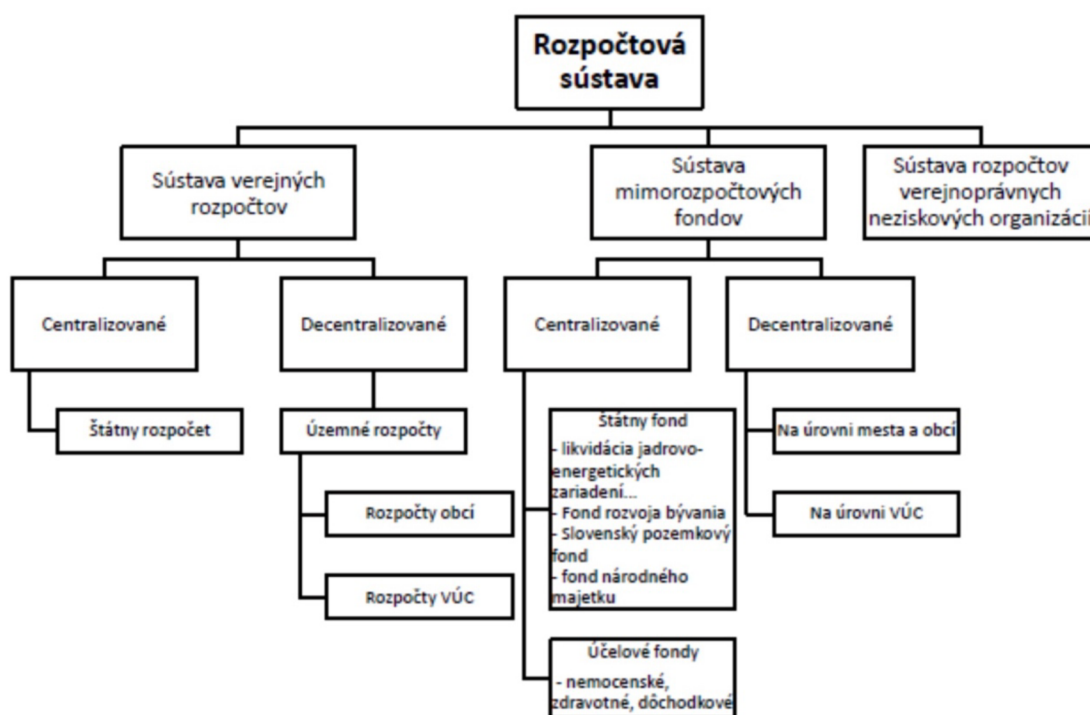 Rozpočtová
sústava
Sústava verejných
rozpočtov
Sústava
mimorozpočtových
fondov
Sústava rozpočtov
verejnoprávnych
neziskových organizácií
Centralizované
Decentralizované
Centralizované
Decentralizované
Štátny rozpočet
Územné rozpočty
Rozpočty obcí
Rozpočty VÚC
Štátny fond
- likvidácia jadrovo-
energetických
zariadení...
- Fond rozvoja bývania
- Slovenský pozemkový
fond
- fond národného
majetku
Účelové fondy
- nemocenské,
zdravotné, dôchodkové
Na úrovni mesta a obcí
Na úrovni VÚC